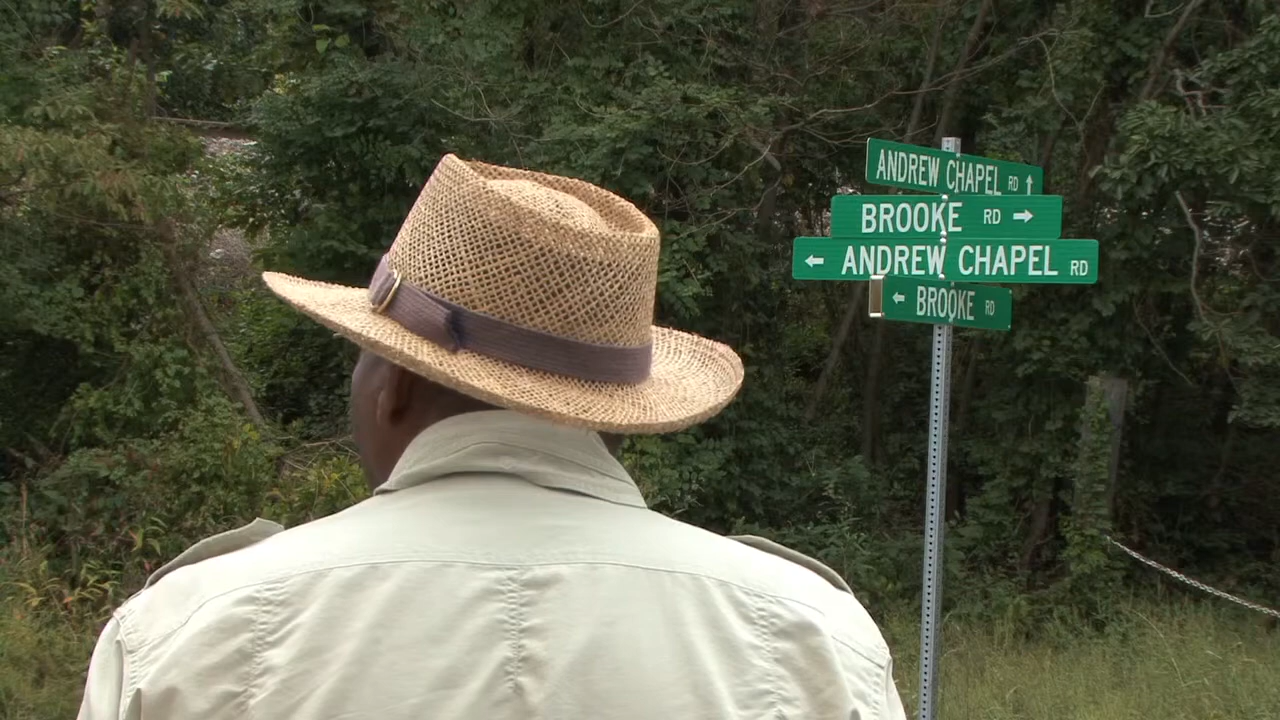 ANDREW CHAPEL RD ↑
BROOKE RD →
← ANDREW CHAPEL RD
← BROOKE RD